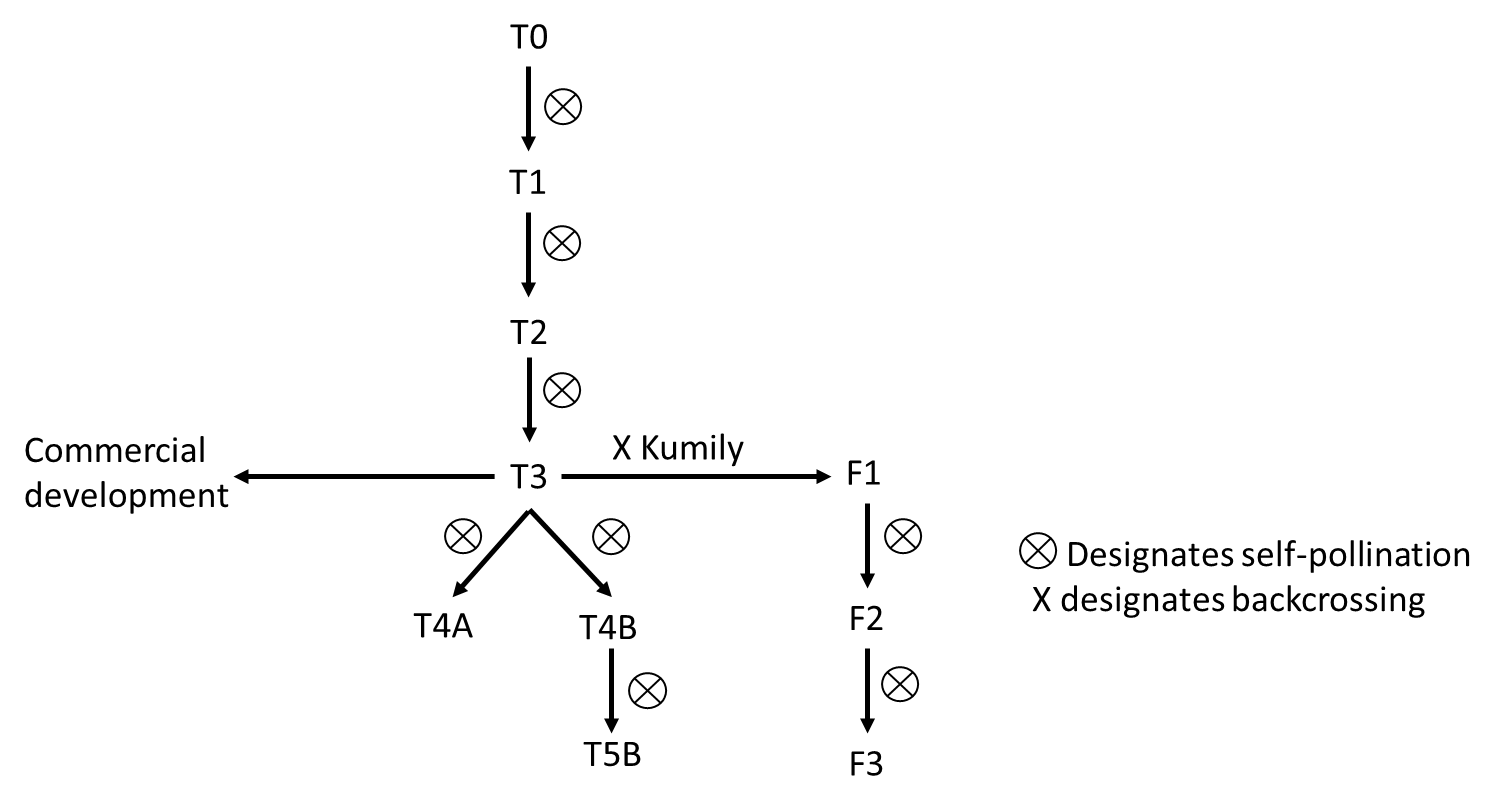 T0
T1
T2
Commercial
development
T3
X Kumily
F1
Designates self-pollination
X designates backcrossing
T4A
T4B
F2
T5B
F3